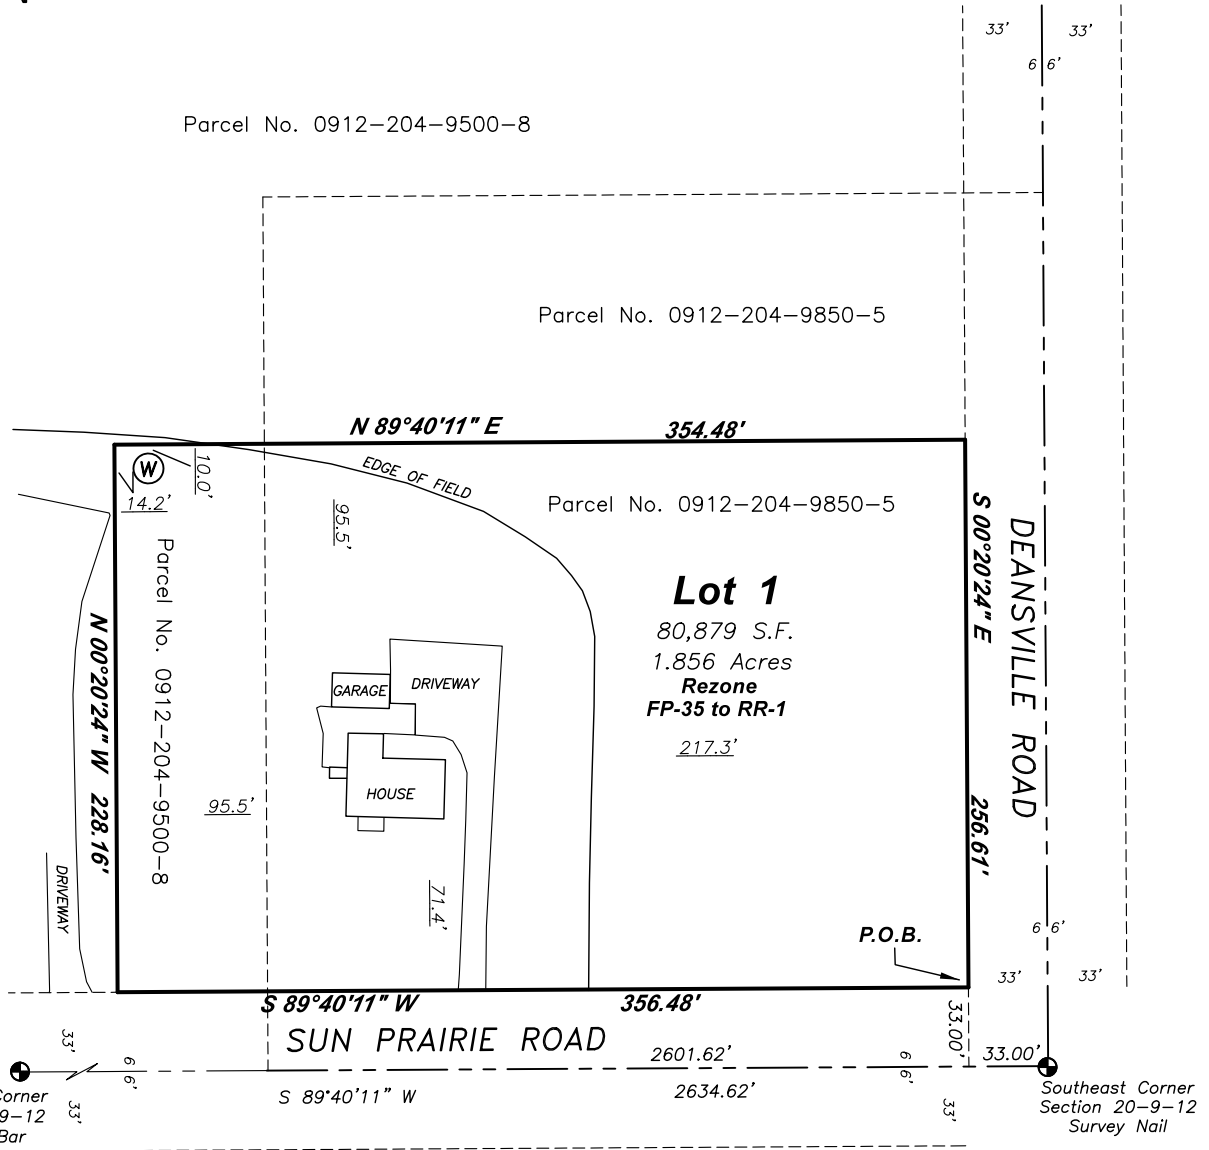 33'
33'
6 6'
Parcel No. 0912-204-9500-8
Parcel No. 0912-204-9850-5
N 89°40'11" E
354.48'
W
10.0'
14.2'
EDGE OF FIELD
95.5'
Parcel No. 0912-204-9850-5
S 00°20'24" E
DEANSVILLE ROAD
Parcel No. 0912-204-9500-8
Lot 1
80,879 S.F.
1.856 Acres
Rezone
FP-35 to RR-1
217.3'
N 00°20'24" W 228.16'
GARAGE
DRIVEWAY
HOUSE
95.5'
256.61'
DRIVEWAY
71.4'
P.O.B.
6 6'
33'
33'
S 89°40'11" W
356.48'
SUN PRAIRIE ROAD
33.00'
33.00'
33'
6 6'
2601.62'
6 6'
S 89°40'11" W
2634.62'
33'
33'
Corner
9-12
Bar
Southeast Corner
Section 20-9-12
Survey Nail